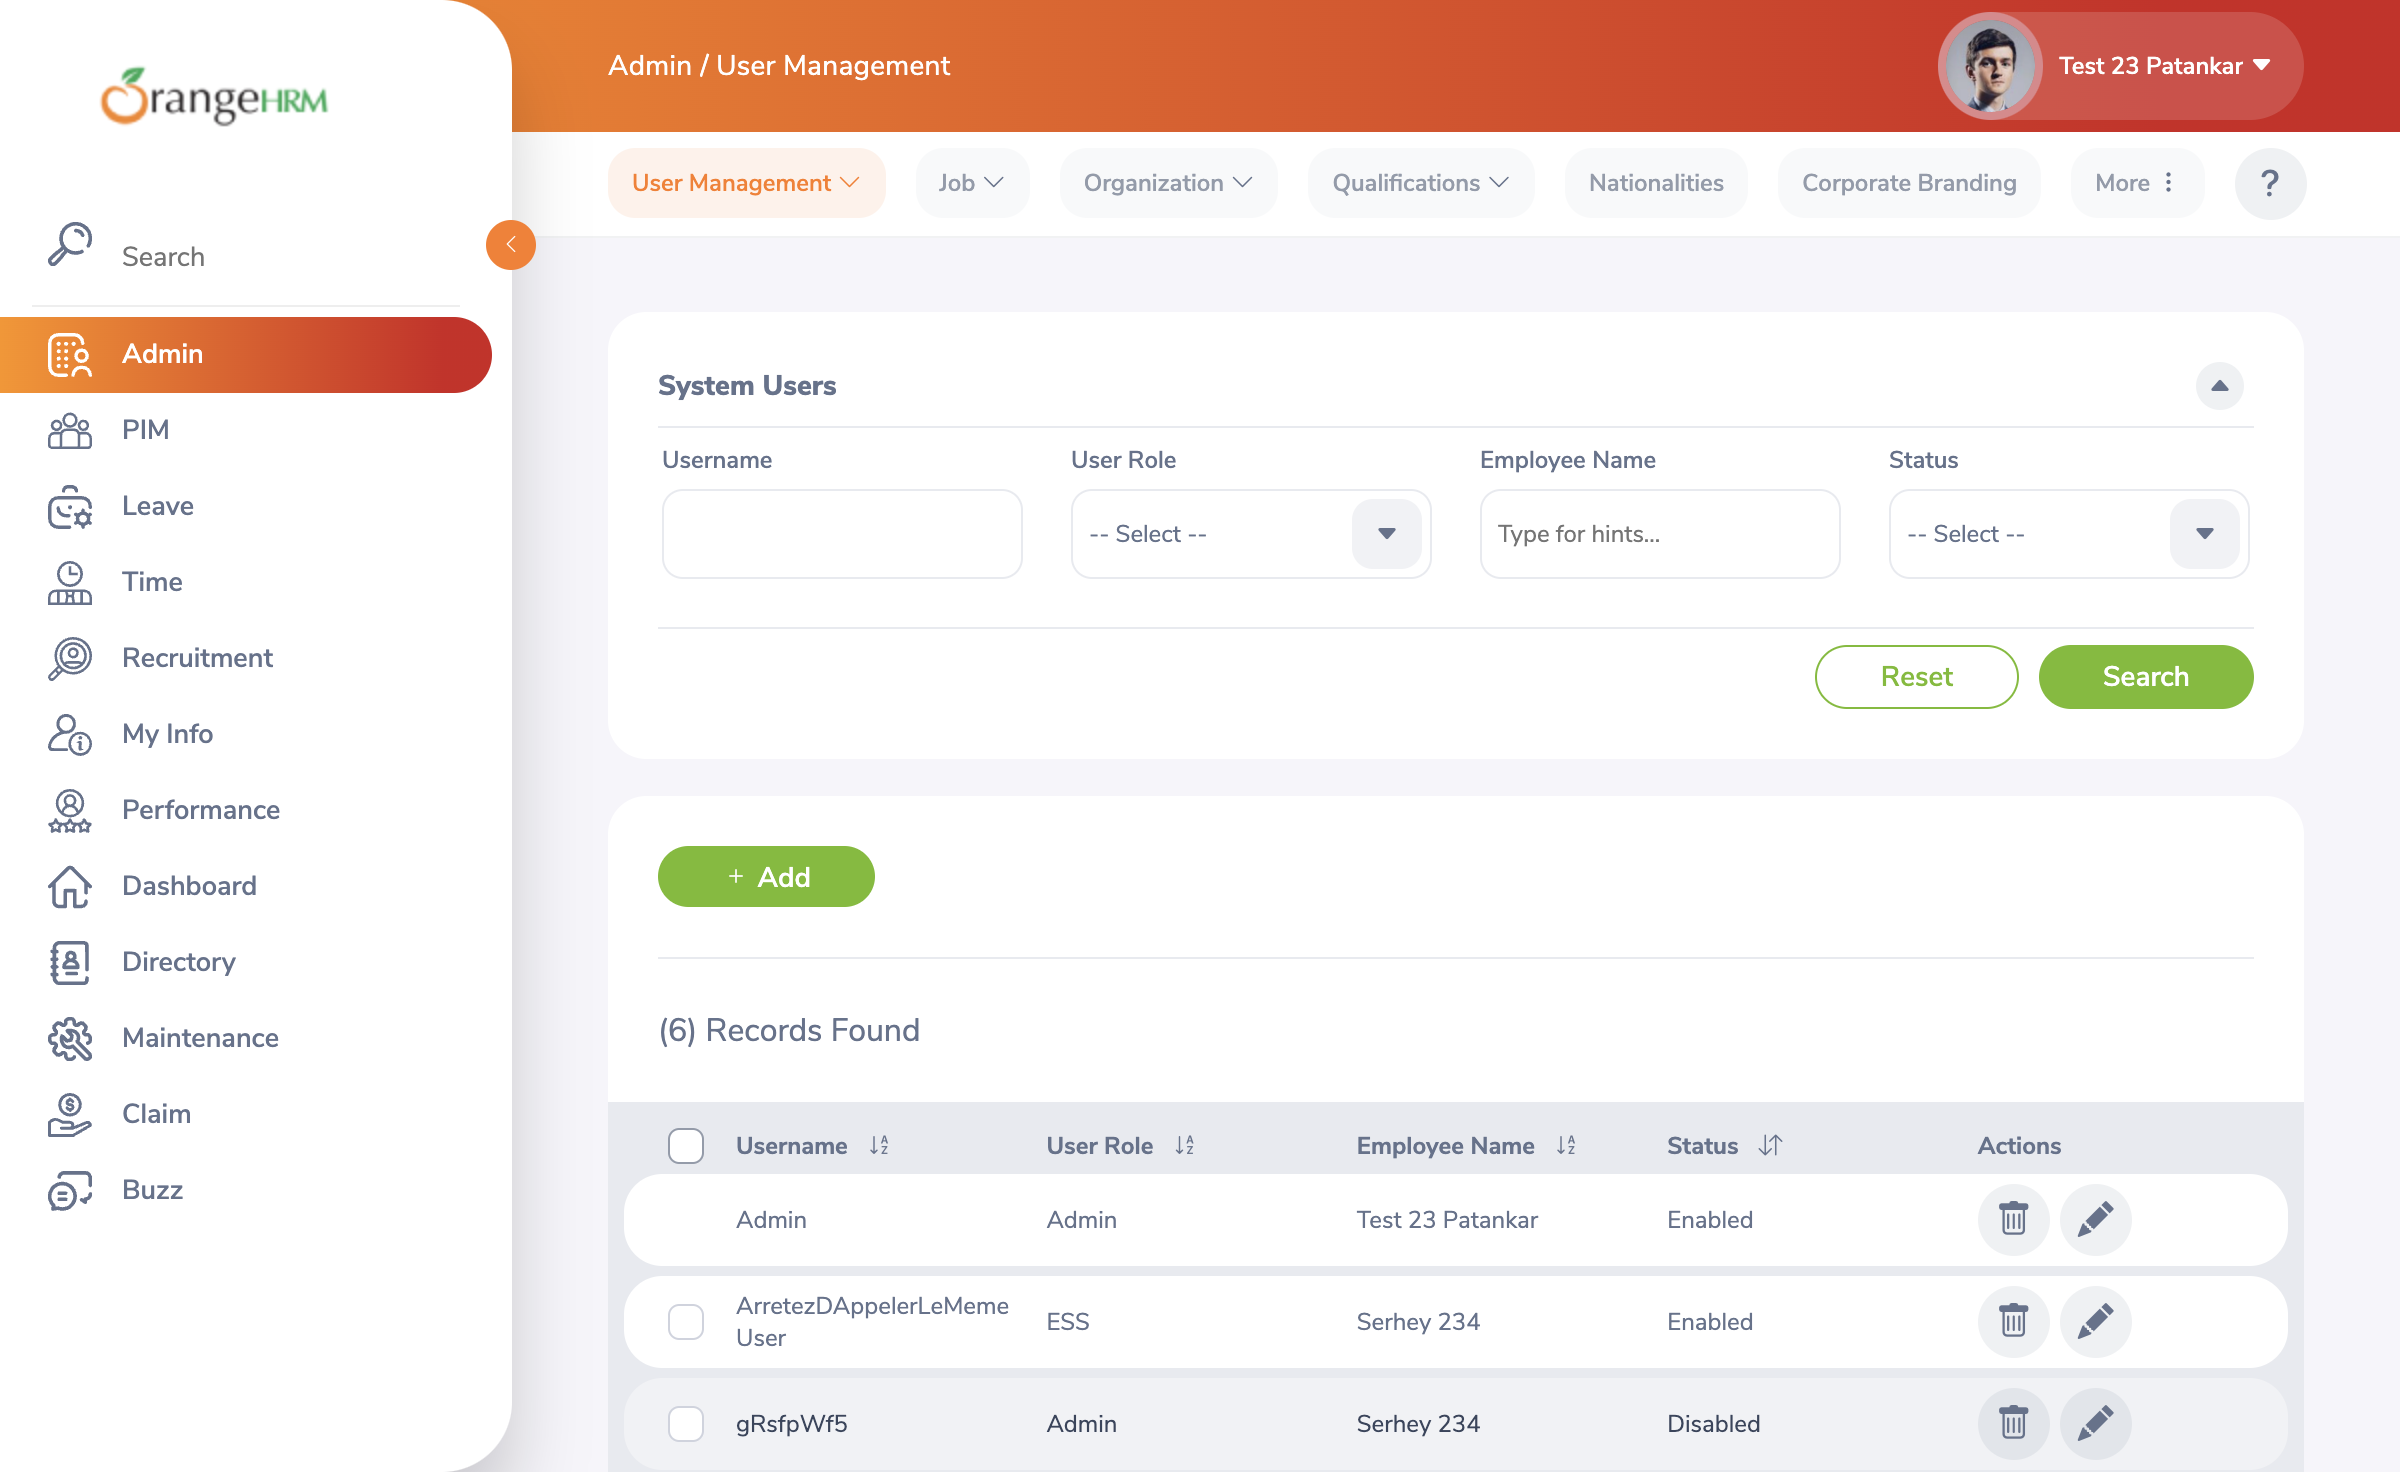 OrangeHRM
Search
Admin
PIM
Leave
Time
Recruitment
My Info
Performance
Dashboard
Directory
Maintenance
Claim
Buzz
Admin / User Management
Test 23 Patankar
User Management
Job
Organization
Qualifications
Nationalities
Corporate Branding
More
?
System Users
Username
User Role
Employee Name
Status
-- Select --
Type for hints...
-- Select --
Reset
Search
+ Add
(6) Records Found
Username User Role Employee Name Status Actions
Admin Admin Test 23 Patankar Enabled
ArretezDAppelerLeMeme
User
ESS Serhey 234 Enabled
gRsfpWf5 Admin Serhey 234 Disabled